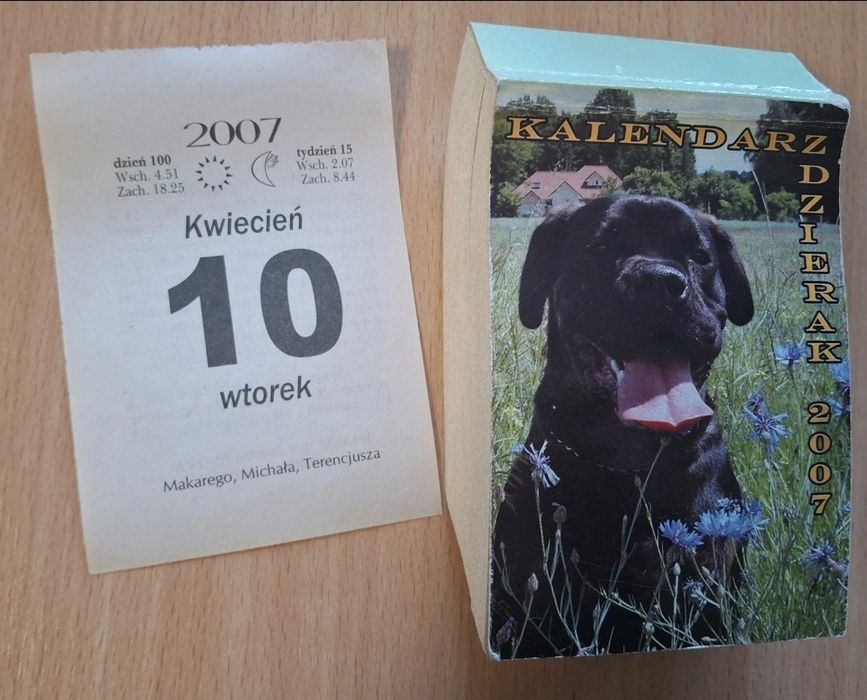 2007
dzień 100
Wsch. 4.51
Zach. 18.25
tydzień 15
Wsch. 2.07
Zach. 8.44
Kwiecień
10
wtorek
Makarego, Michała, Terencjusza
KALENDARZ
ZDZIERAK 2007